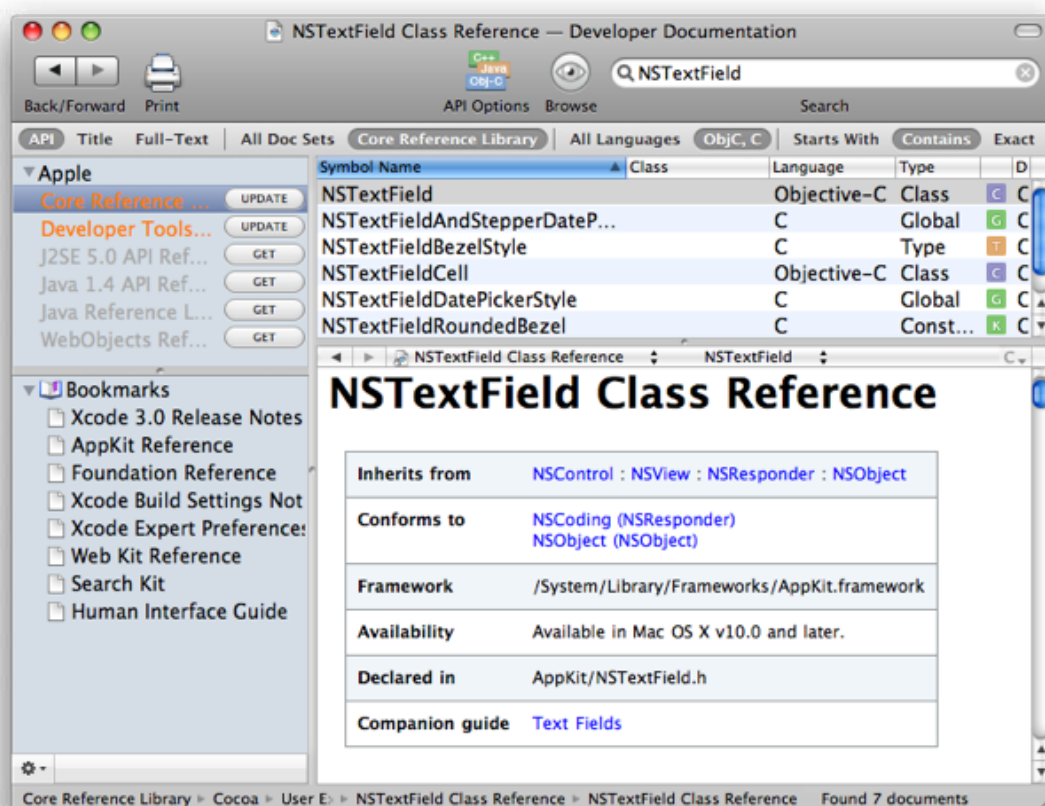 NSTextField Class Reference — Developer Documentation
C++
Java
Obj-C
NSTextField
Back/Forward Print API Options Browse Search
API Title Full-Text All Doc Sets Core Reference Library All Languages ObjC, C Starts With Contains Exact
Apple
Core Reference ... UPDATE
Developer Tools... UPDATE
J2SE 5.0 API Ref... GET
Java 1.4 API Ref... GET
Java Reference L... GET
WebObjects Ref... GET
Symbol Name Class Language Type D
NSTextField Objective-C Class C C
NSTextFieldAndStepperDateP... C Global G C
NSTextFieldBezelStyle C Type T C
NSTextFieldCell Objective-C Class C C
NSTextFieldDatePickerStyle C Global G C
NSTextFieldRoundedBezel C Const... K C
NSTextField Class Reference NSTextField C
Bookmarks
Xcode 3.0 Release Notes
AppKit Reference
Foundation Reference
Xcode Build Settings Not
Xcode Expert Preferences
Web Kit Reference
Search Kit
Human Interface Guide
NSTextField Class Reference
Inherits from NSControl : NSView : NSResponder : NSObject
Conforms to NSCoding (NSResponder)
NSObject (NSObject)
Framework /System/Library/Frameworks/AppKit.framework
Availability Available in Mac OS X v10.0 and later.
Declared in AppKit/NSTextField.h
Companion guide Text Fields
Core Reference Library ▸ Cocoa ▸ User E ▸ NSTextField Class Reference ▸ NSTextField Class Reference Found 7 documents